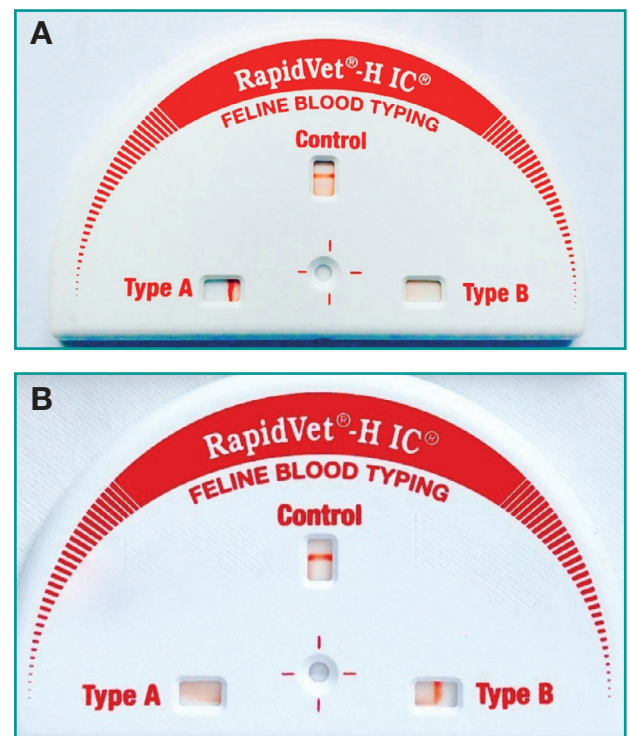 A
RapidVet®-H IC®
FELINE BLOOD TYPING
Control
Type A
Type B
B
RapidVet®-H IC®
FELINE BLOOD TYPING
Control
Type A
Type B